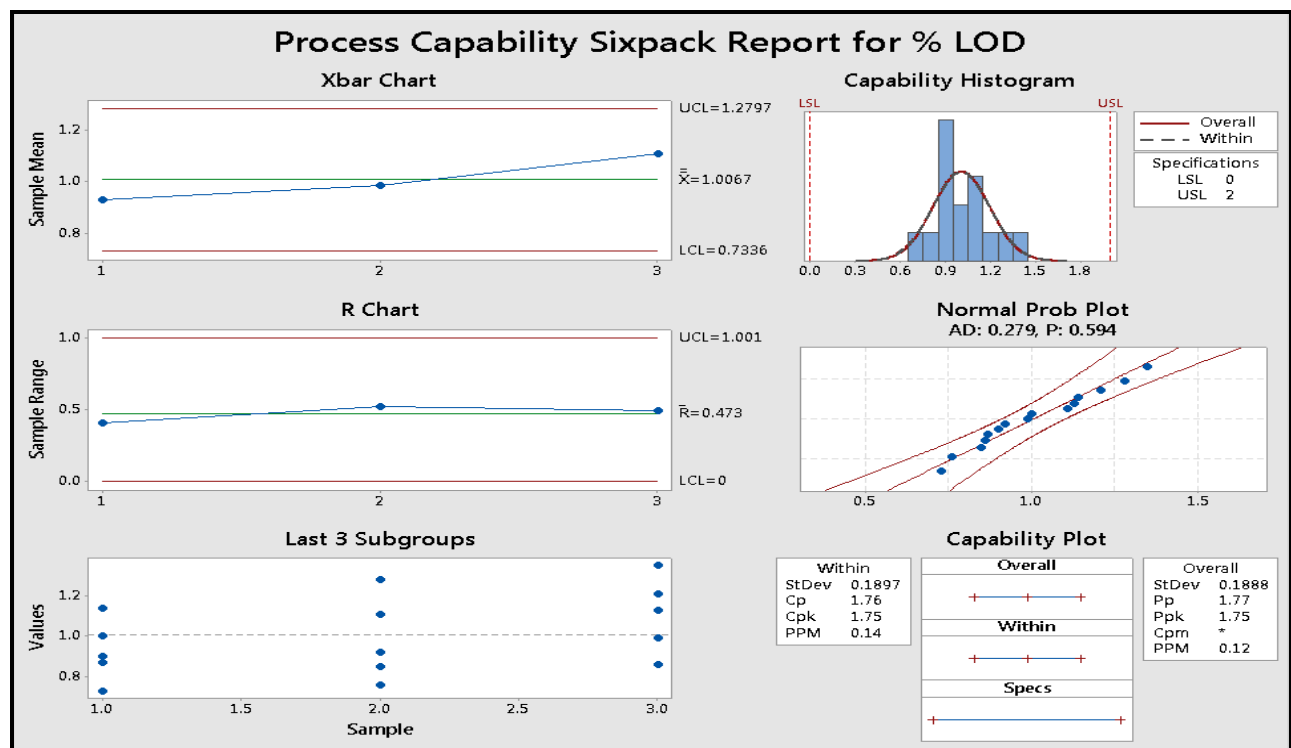 Process Capability Sixpack Report for % LOD
Xbar Chart
Sample Mean
1.2
1.0
0.8
1
2
3
UCL=1.2797
X̿=1.0067
LCL=0.7336
R Chart
Sample Range
1.0
0.5
0.0
1
2
3
UCL=1.001
R̄=0.473
LCL=0
Last 3 Subgroups
Values
1.2
1.0
0.8
1.0
1.5
2.0
2.5
3.0
Sample
Capability Histogram
LSL
USL
0.0
0.3
0.6
0.9
1.2
1.5
1.8
Overall
Within
Specifications
LSL 0
USL 2
Normal Prob Plot
AD: 0.279, P: 0.594
0.5
1.0
1.5
Capability Plot
Within
StDev 0.1897
Cp 1.76
Cpk 1.75
PPM 0.14
Overall
Within
Specs
Overall
StDev 0.1888
Pp 1.77
Ppk 1.75
Cpm *
PPM 0.12